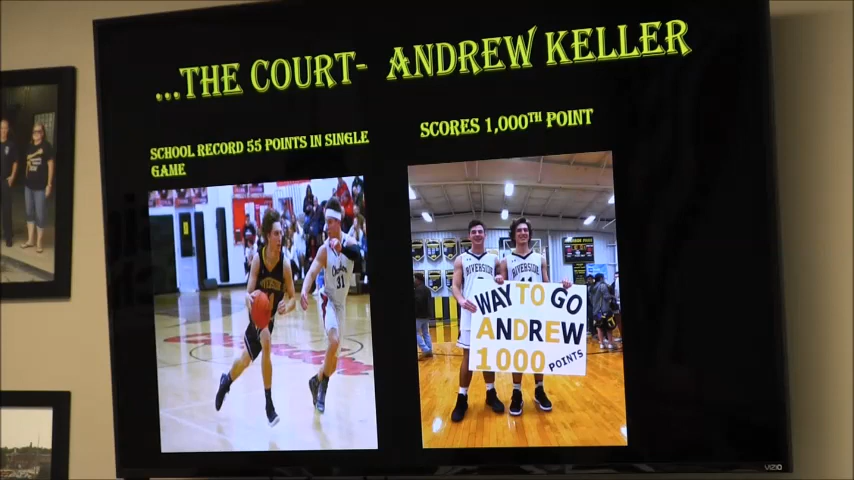 ...THE COURT- ANDREW KELLER
SCHOOL RECORD 55 POINTS IN SINGLE
GAME
SCORES 1,000TH POINT
31
RIVERSIDE
RIVERSIDE
WAY TO GO
ANDREW
1000 POINTS
VIZIO